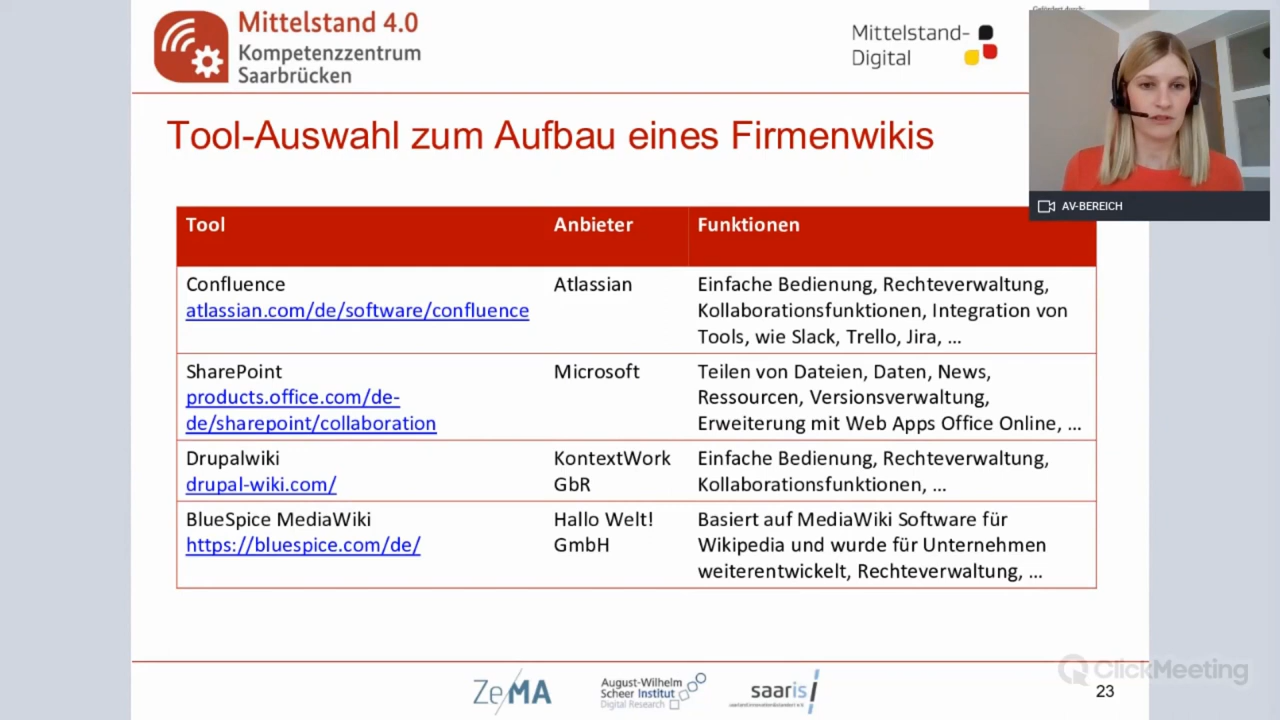 Mittelstand 4.0
Kompetenzzentrum
Saarbrücken
Mittelstand-
Digital
Gefördert durch:
AV-BEREICH
Tool-Auswahl zum Aufbau eines Firmenwikis
Tool Anbieter Funktionen
Confluence Atlassian Einfache Bedienung, Rechteverwaltung,
atlassian.com/de/software/confluence Kollaborationsfunktionen, Integration von
Tools, wie Slack, Trello, Jira, ...
SharePoint Microsoft Teilen von Dateien, Daten, News,
products.office.com/de- Ressourcen, Versionsverwaltung,
de/sharepoint/collaboration Erweiterung mit Web Apps Office Online, ...
Drupalwiki KontextWork Einfache Bedienung, Rechteverwaltung,
drupal-wiki.com/ GbR Kollaborationsfunktionen, ...
BlueSpice MediaWiki Hallo Welt! Basiert auf MediaWiki Software für
https://bluespice.com/de/ GmbH Wikipedia und wurde für Unternehmen
weiterentwickelt, Rechteverwaltung, ...
ZeMA
August-Wilhelm
Scheer Institut
Digital Research
saaris
saarland.innovation&standort e.V.
ClickMeeting
23